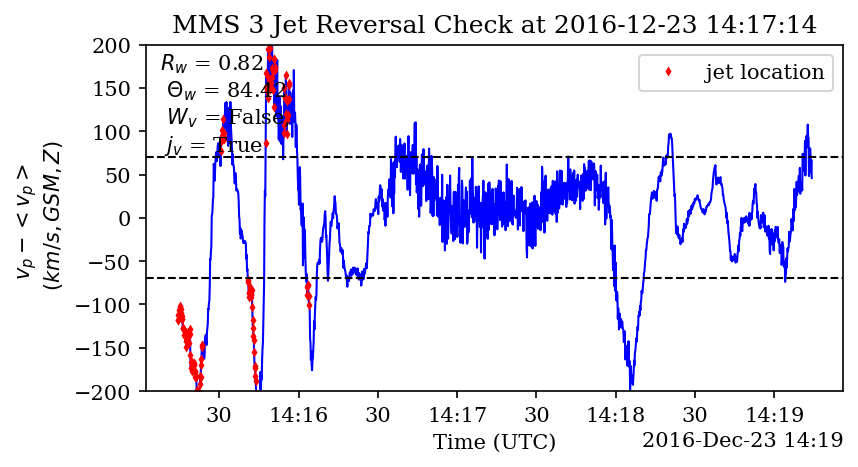 MMS 3 Jet Reversal Check at 2016-12-23 14:17:14
200
150
100
50
0
−50
−100
−150
−200
v_p − < v_p >
(km/s, GSM, Z)
R_w = 0.82
Θ_w = 84.42
W_v = False
j_v = True
jet location
30 14:16 30 14:17 30 14:18 30 14:19
Time (UTC)
2016-Dec-23 14:19